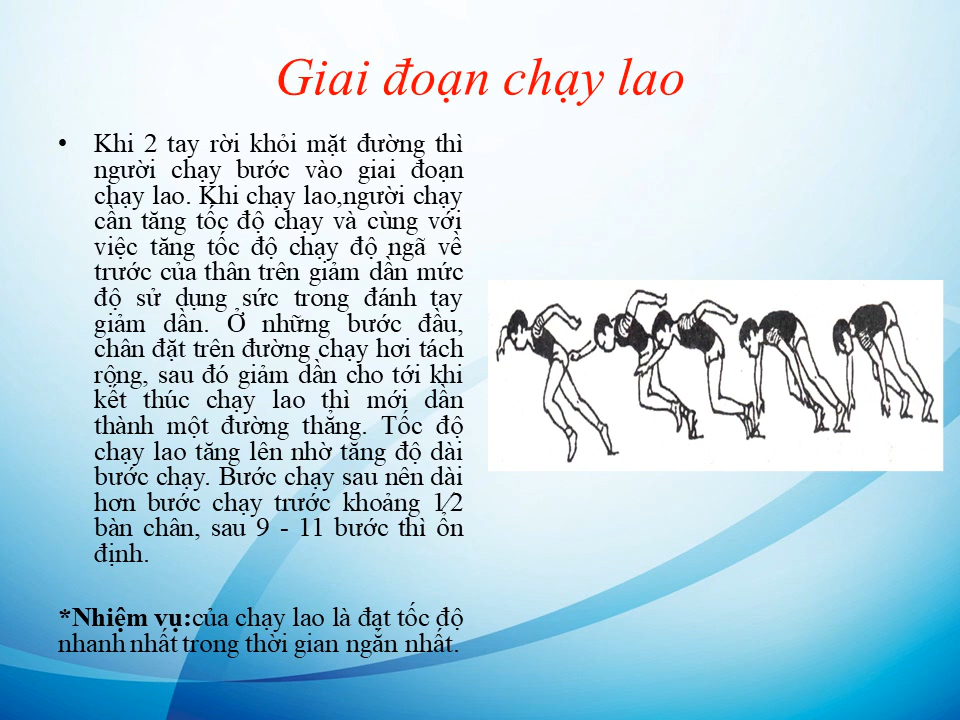 Giai đoạn chạy lao
• Khi 2 tay rời khỏi mặt đường thì
người chạy bước vào giai đoạn
chạy lao. Khi chạy lao,người chạy
cần tăng tốc độ chạy và cùng với
việc tăng tốc độ chạy độ ngã về
trước của thân trên giảm dần mức
độ sử dụng sức trong đánh tay
giảm dần. Ở những bước đầu,
chân đặt trên đường chạy hơi tách
rộng, sau đó giảm dần cho tới khi
kết thúc chạy lao thì mới dần
thành một đường thẳng. Tốc độ
chạy lao tăng lên nhờ tăng độ dài
bước chạy. Bước chạy sau nên dài
hơn bước chạy trước khoảng 1⁄2
bàn chân, sau 9 - 11 bước thì ổn
định.
*Nhiệm vụ:của chạy lao là đạt tốc độ
nhanh nhất trong thời gian ngắn nhất.